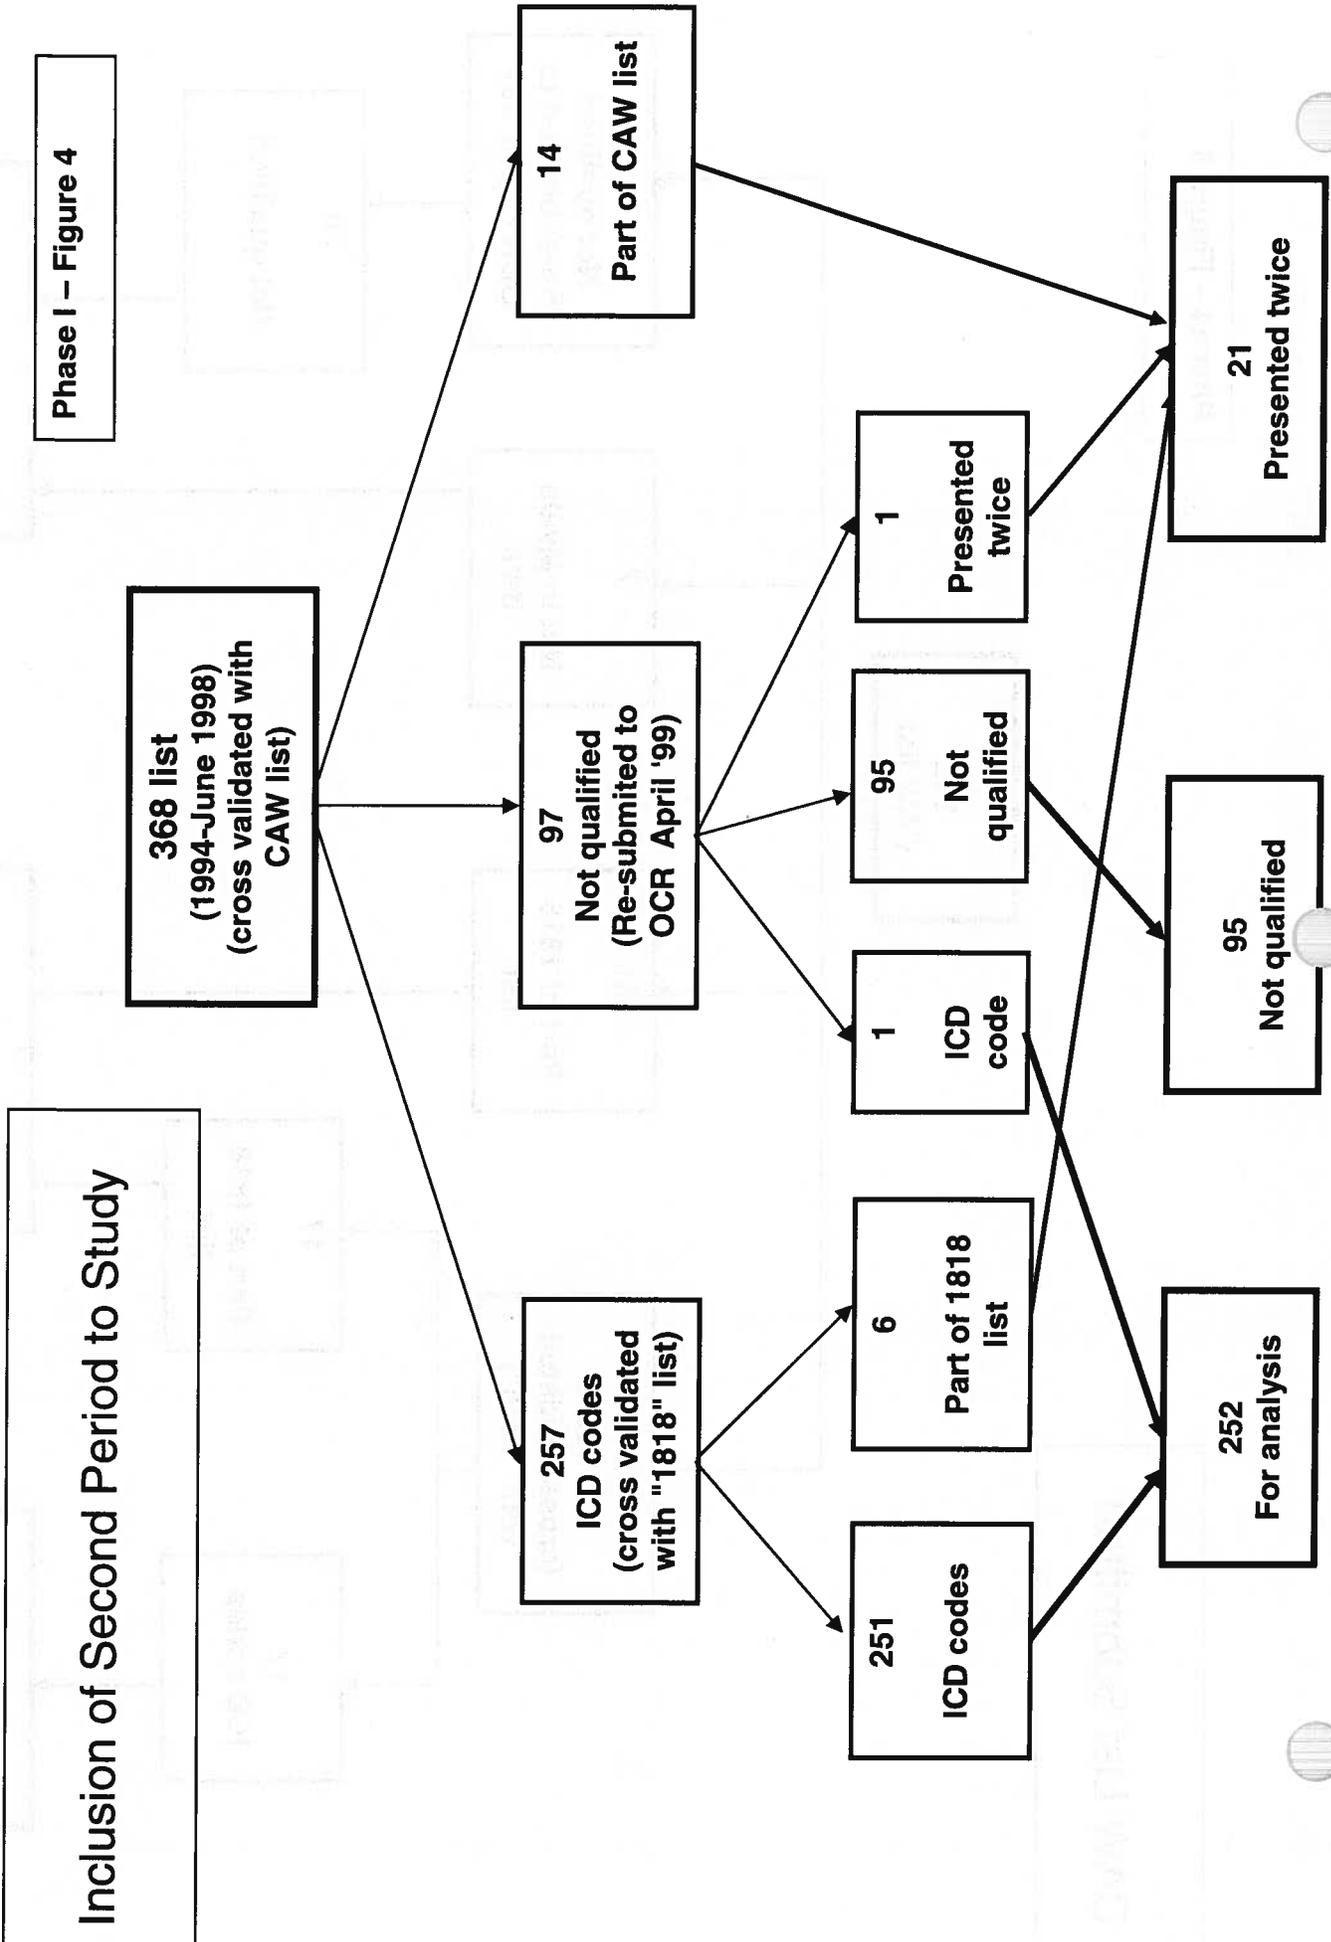 Inclusion of Second Period to Study
Phase I – Figure 4
368 list
(1994-June 1998)
(cross validated with
CAW list)
257
ICD codes
(cross validated
with "1818" list)
97
Not qualified
(Re-submited to
OCR April '99)
14
Part of CAW list
251
ICD codes
6
Part of 1818
list
1
ICD
code
95
Not
qualified
1
Presented
twice
252
For analysis
95
Not qualified
21
Presented twice